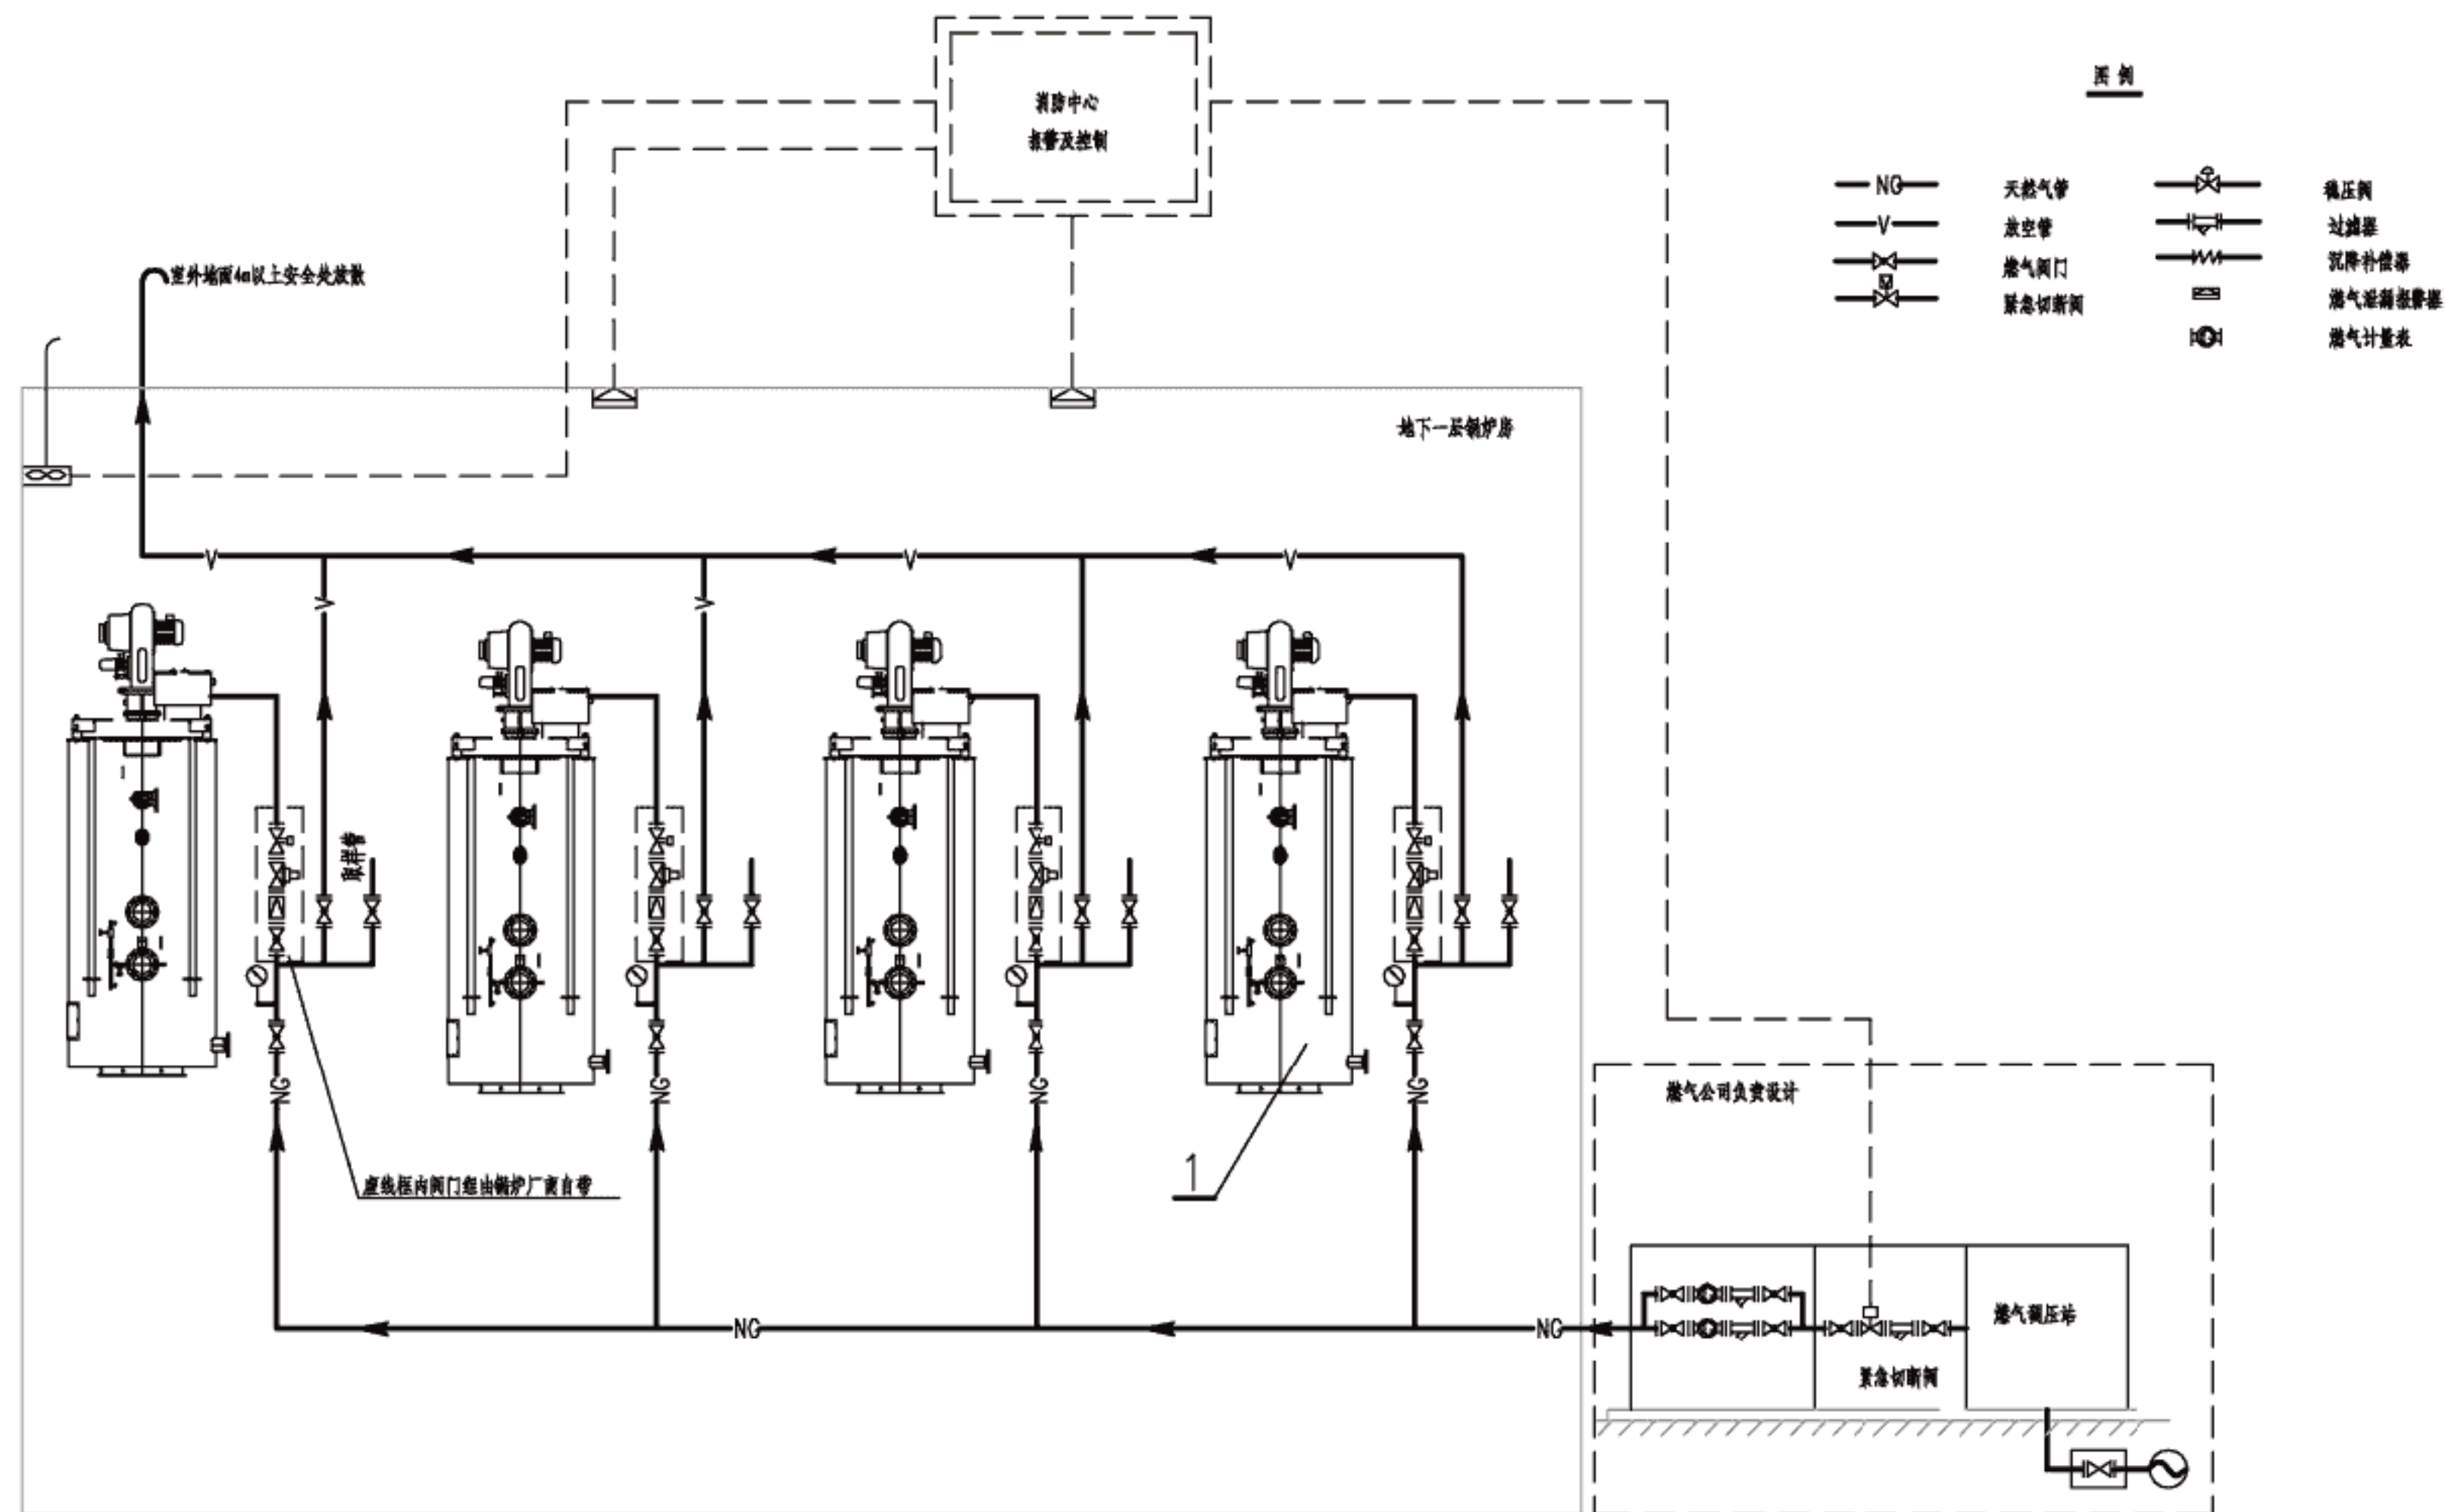 消防中心
报警及控制
图 例
NG 天然气管
V 放空管
燃气阀门
紧急切断阀
稳压阀
过滤器
沉降补偿器
燃气泄漏报警器
燃气计量表
室外地面4m以上安全处放散
地下一层锅炉房
V
V
V
V
V
取样管
NG
NG
NG
NG
燃气公司负责设计
虚线框内阀门组由锅炉厂商自带
1
NG
NG
燃气调压站
紧急切断阀